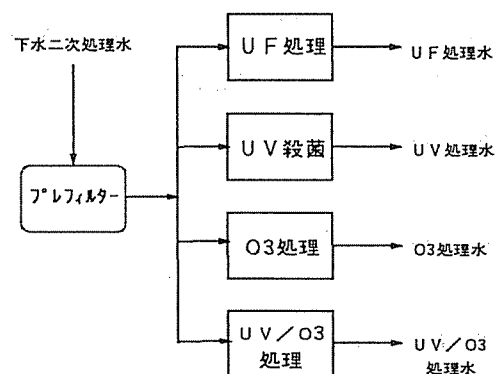 下水二次処理水
プレフィルター
UF処理
UF処理水
UV殺菌
UV処理水
O3処理
O3処理水
UV/O3
処理
UV/O3
処理水